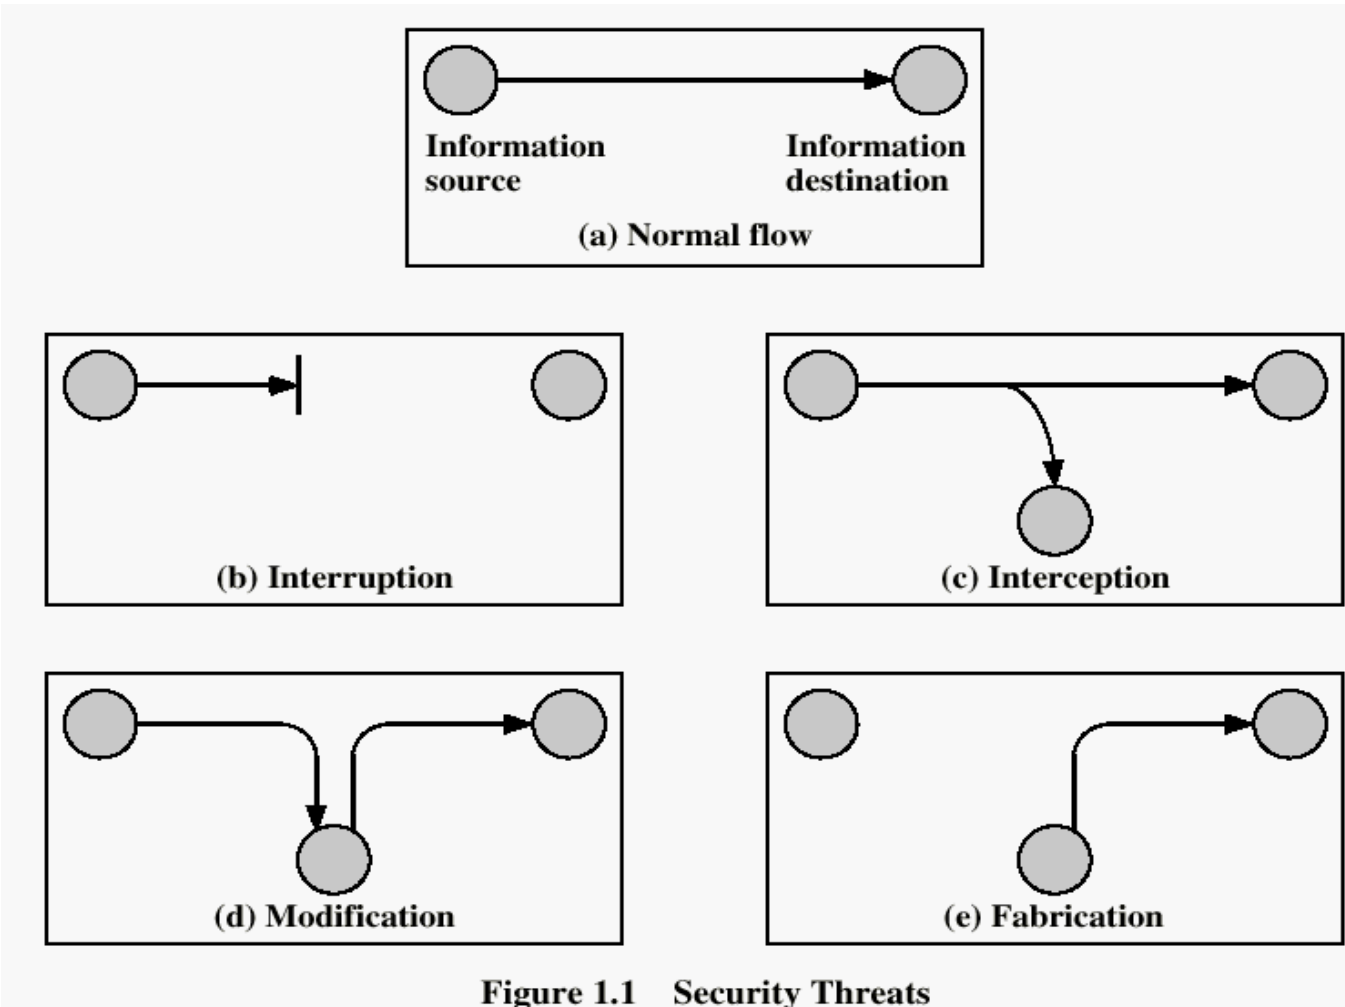 Information
source
Information
destination
(a) Normal flow
(b) Interruption
(c) Interception
(d) Modification
(e) Fabrication
Figure 1.1 Security Threats